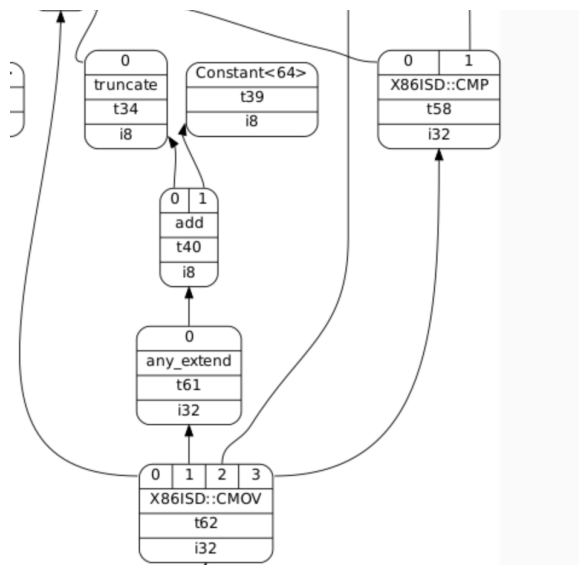 0
truncate
t34
i8
Constant<64>
t39
i8
0 1
X86ISD::CMP
t58
i32
0 1
add
t40
i8
0
any_extend
t61
i32
0 1 2 3
X86ISD::CMOV
t62
i32